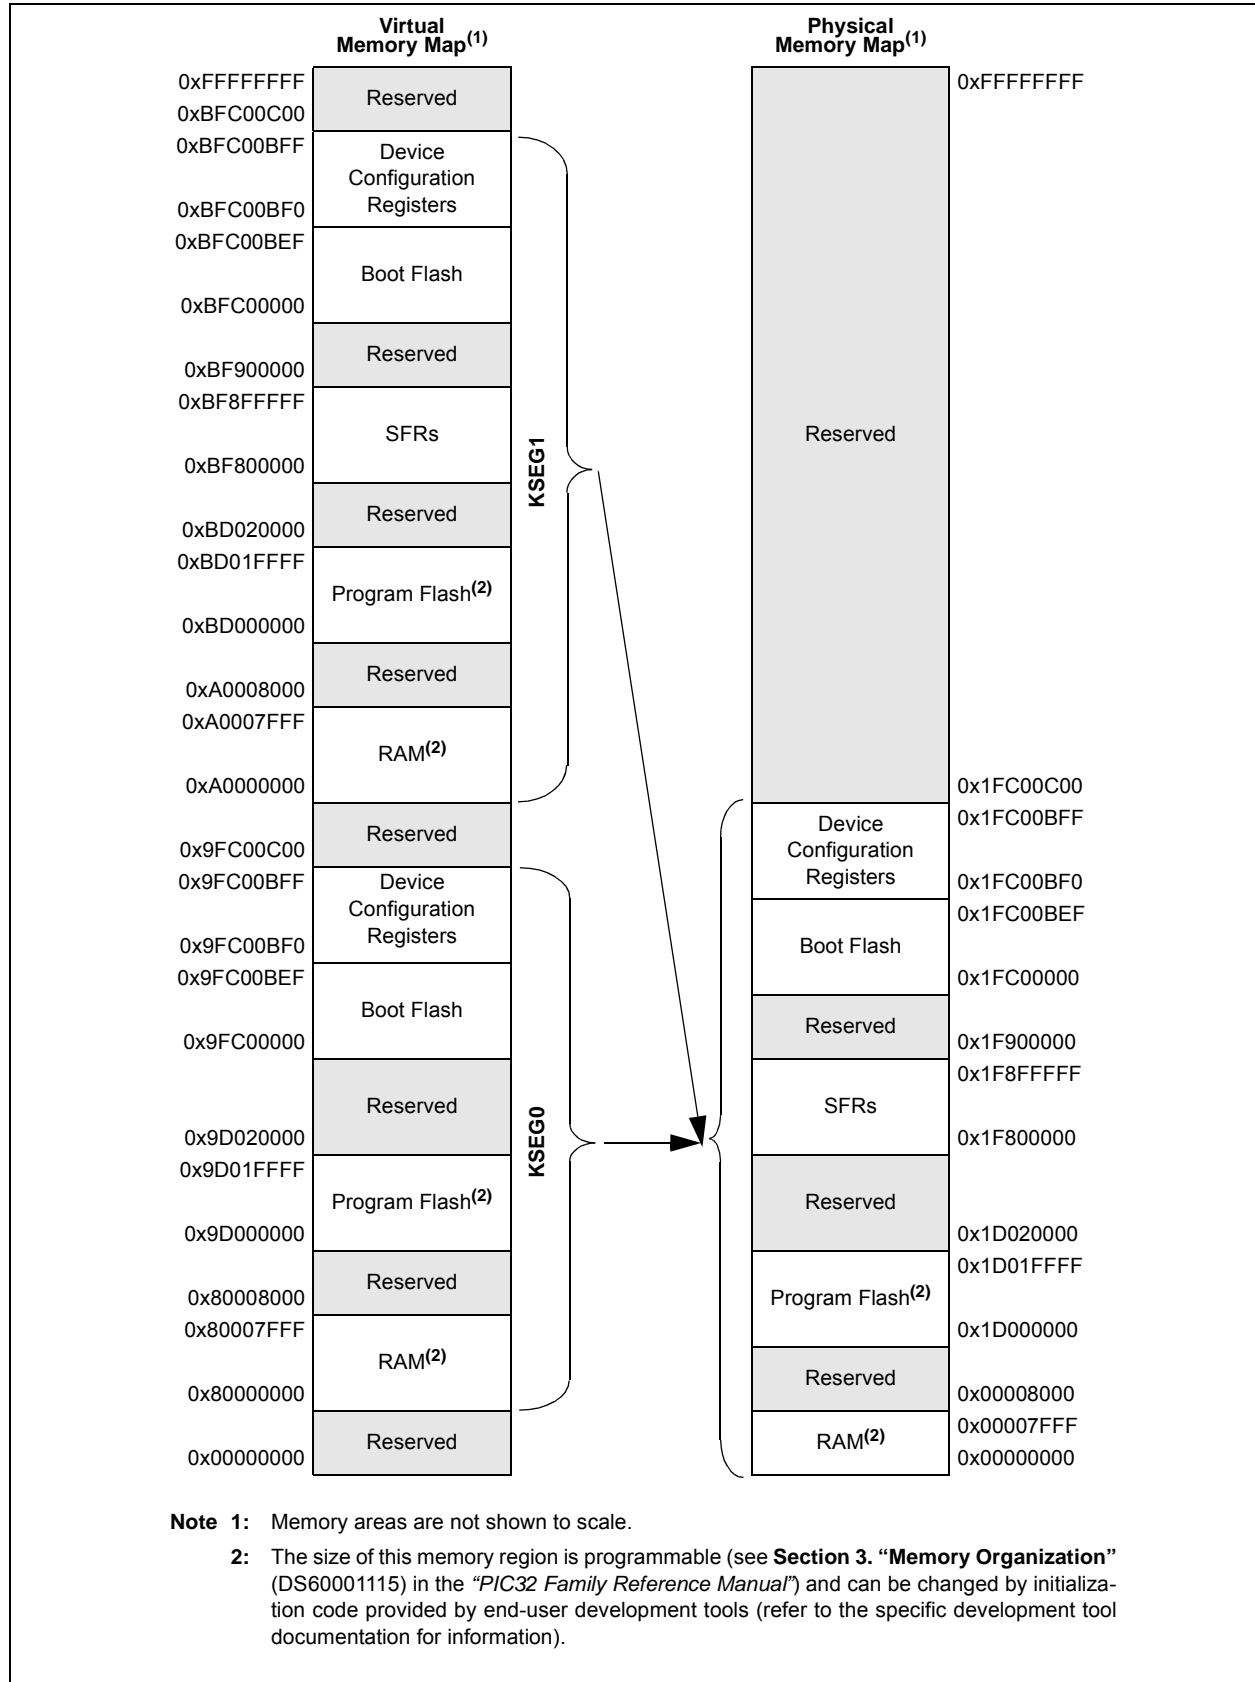 Virtual
Memory Map(1)
0xFFFFFFFF
Reserved
0xBFC00C00
0xBFC00BFF
Device
Configuration
Registers
0xBFC00BF0
0xBFC00BEF
Boot Flash
0xBFC00000
Reserved
0xBF900000
0xBF8FFFFF
SFRs
0xBF800000
Reserved
0xBD020000
0xBD01FFFF
Program Flash(2)
0xBD000000
Reserved
0xA0008000
0xA0007FFF
RAM(2)
0xA0000000
KSEG1
Reserved
0x9FC00C00
0x9FC00BFF
Device
Configuration
Registers
0x9FC00BF0
0x9FC00BEF
Boot Flash
0x9FC00000
Reserved
0x9D020000
0x9D01FFFF
Program Flash(2)
0x9D000000
Reserved
0x80008000
0x80007FFF
RAM(2)
0x80000000
KSEG0
Reserved
0x00000000
Physical
Memory Map(1)
0xFFFFFFFF
Reserved
0x1FC00C00
0x1FC00BFF
Device
Configuration
Registers
0x1FC00BF0
0x1FC00BEF
Boot Flash
0x1FC00000
Reserved
0x1F900000
0x1F8FFFFF
SFRs
0x1F800000
Reserved
0x1D020000
0x1D01FFFF
Program Flash(2)
0x1D000000
Reserved
0x00008000
0x00007FFF
RAM(2)
0x00000000
Note 1: Memory areas are not shown to scale.
2: The size of this memory region is programmable (see Section 3. “Memory Organization”
(DS60001115) in the “PIC32 Family Reference Manual”) and can be changed by initializa-
tion code provided by end-user development tools (refer to the specific development tool
documentation for information).